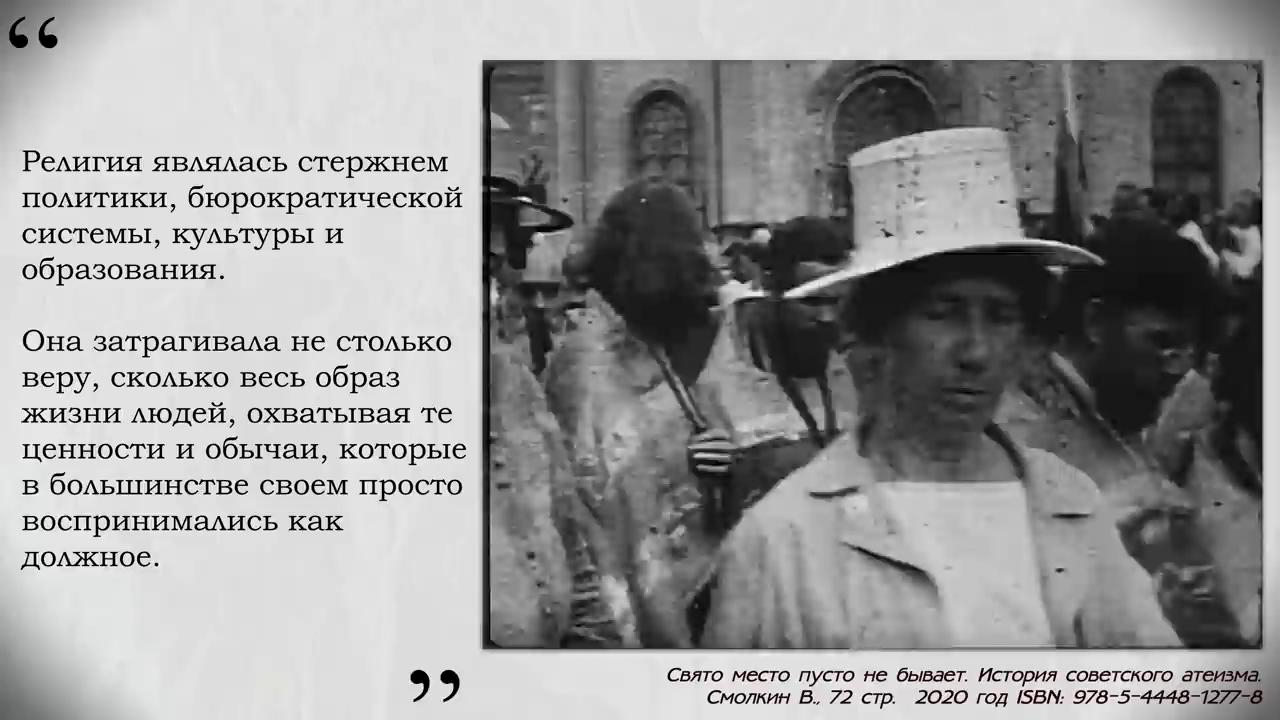 “
Религия являлась стержнем
политики, бюрократической
системы, культуры и
образования.
Она затрагивала не столько
веру, сколько весь образ
жизни людей, охватывая те
ценности и обычаи, которые
в большинстве своем просто
воспринимались как
должное.
”
Свято место пусто не бывает. История советского атеизма.
Смолкин В., 72 стр. 2020 год ISBN: 978-5-4448-1277-8